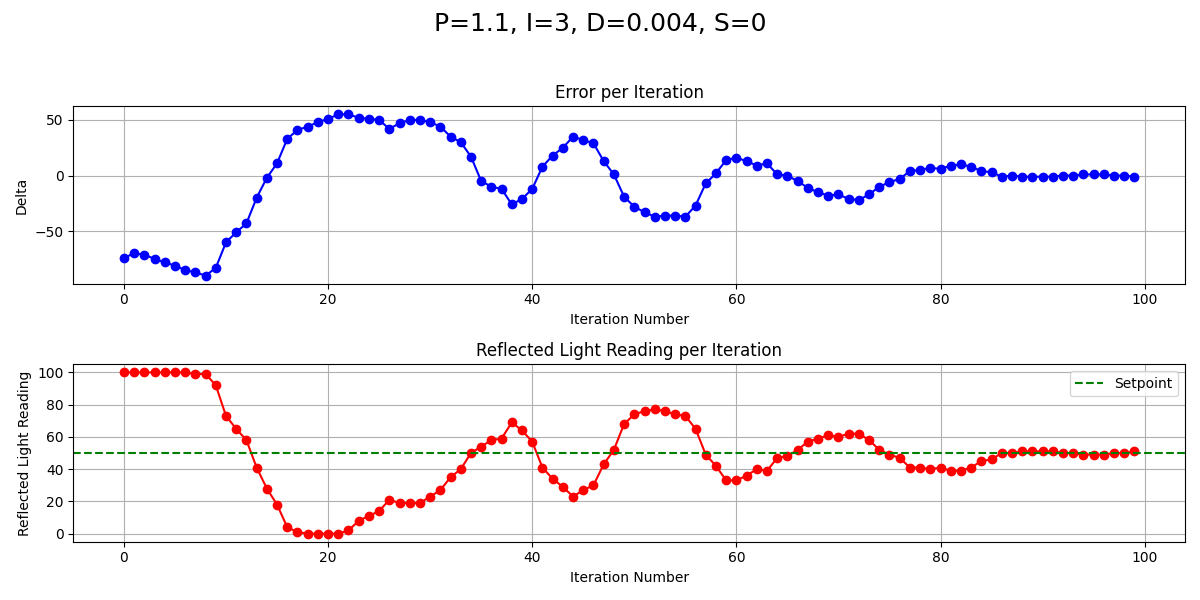 P=1.1, I=3, D=0.004, S=0
Error per Iteration
50
0
−50
Delta
0 20 40 60 80 100
Iteration Number
Reflected Light Reading per Iteration
100
80
60
40
20
0
Reflected Light Reading
Setpoint
0 20 40 60 80 100
Iteration Number